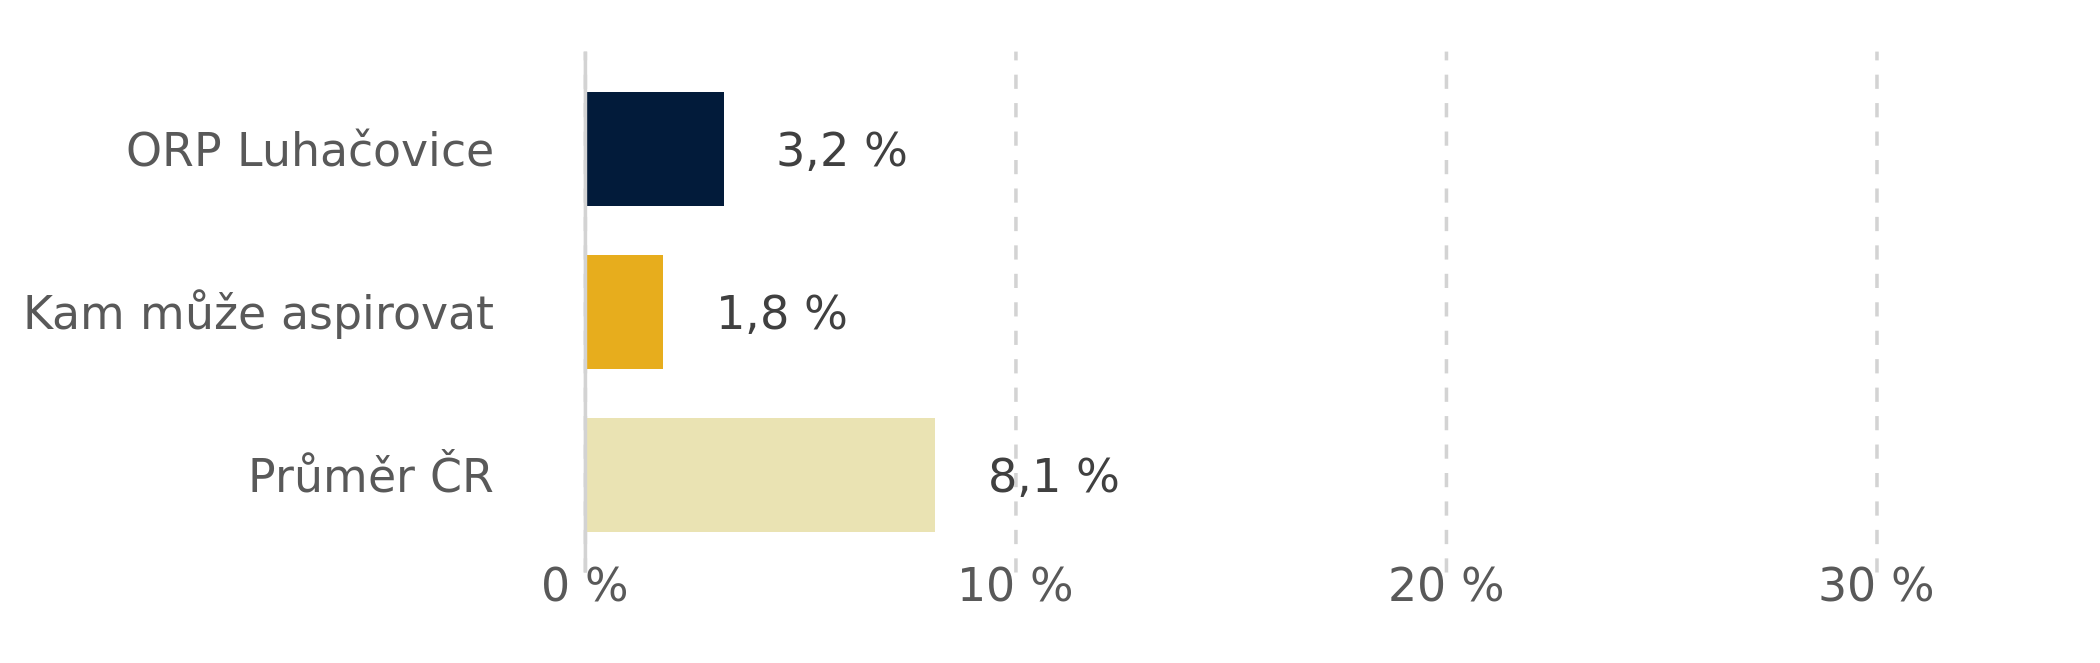 ORP Luhačovice
3,2 %
Kam může aspirovat
1,8 %
Průměr ČR
8,1 %
0 %
10 %
20 %
30 %